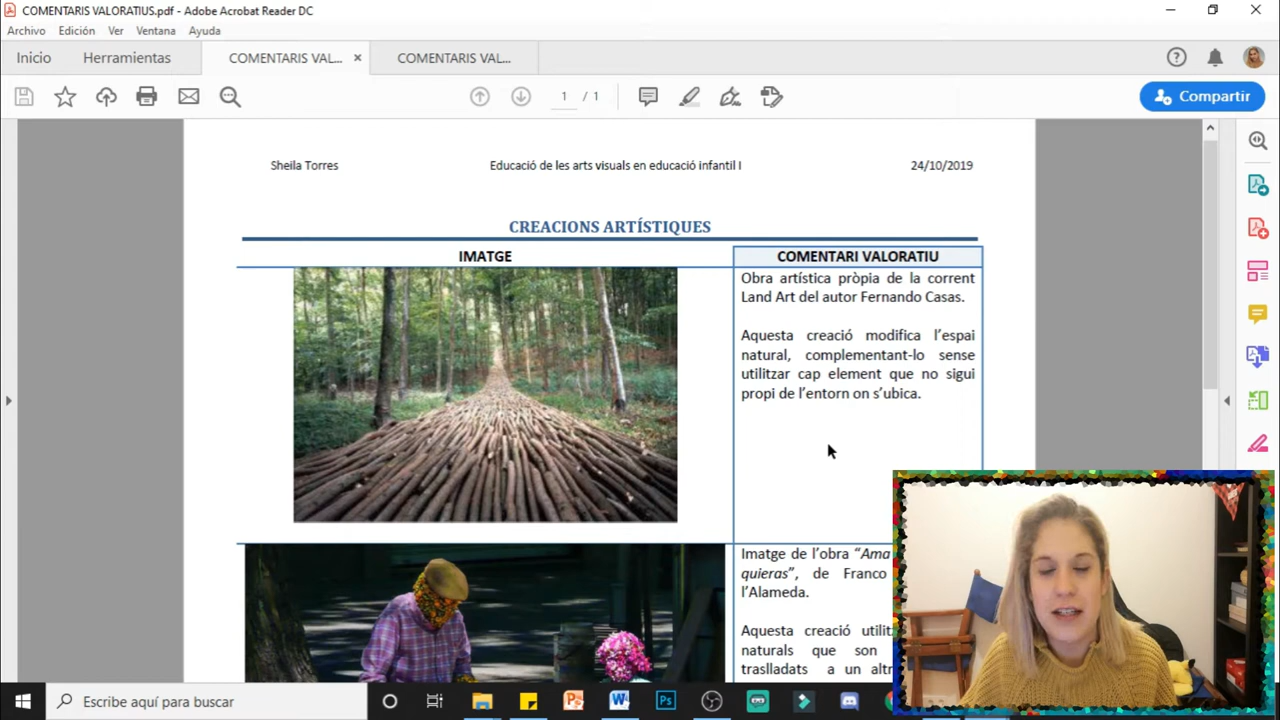 COMENTARIS VALORATIUS.pdf - Adobe Acrobat Reader DC
Archivo Edición Ver Ventana Ayuda
Inicio Herramientas COMENTARIS VAL... × COMENTARIS VAL...
1 / 1
Compartir
Sheila Torres Educació de les arts visuals en educació infantil I 24/10/2019
CREACIONS ARTÍSTIQUES
IMATGE COMENTARI VALORATIU
Obra artística pròpia de la corrent
Land Art del autor Fernando Casas.
Aquesta creació modifica l'espai
natural, complementant-lo sense
utilitzar cap element que no sigui
propi de l'entorn on s'ubica.
Imatge de l'obra "Ama
quieras", de Franco
l'Alameda.
Aquesta creació utilit
naturals que son
traslladats a un altr
Escribe aquí para buscar